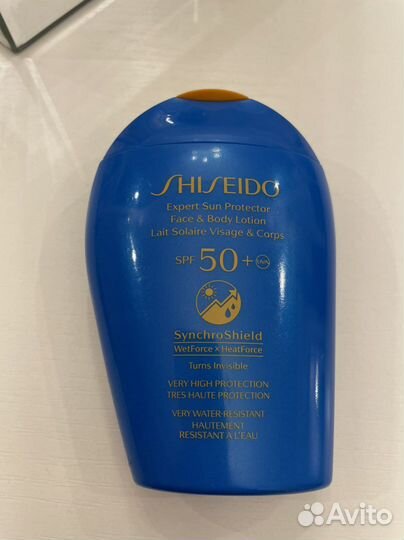 SHISEIDO
Expert Sun Protector
Face & Body Lotion
Lait Solaire Visage & Corps
SPF 50+ UVA
SynchroShield
WetForce × HeatForce
Turns Invisible
VERY HIGH PROTECTION
TRES HAUTE PROTECTION
VERY WATER-RESISTANT
HAUTEMENT
RESISTANT À L'EAU
Avito